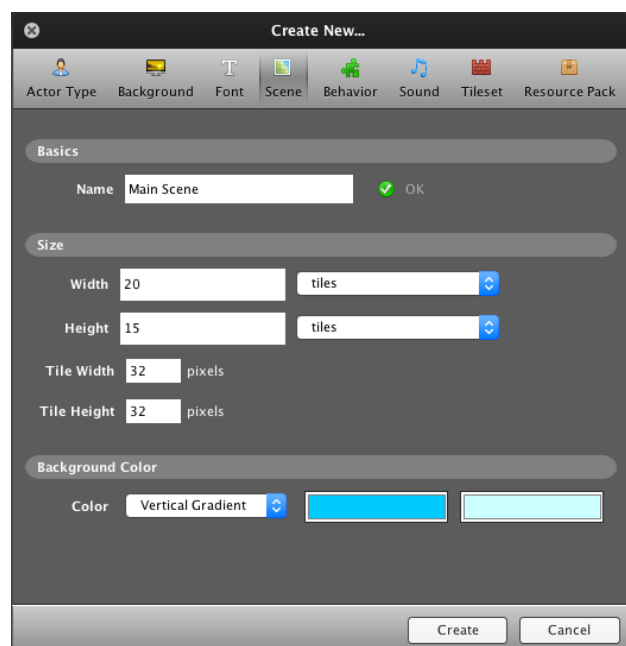 Create New...
Actor Type Background Font Scene Behavior Sound Tileset Resource Pack
Basics
Name Main Scene OK
Size
Width 20 tiles
Height 15 tiles
Tile Width 32 pixels
Tile Height 32 pixels
Background Color
Color Vertical Gradient
Create Cancel